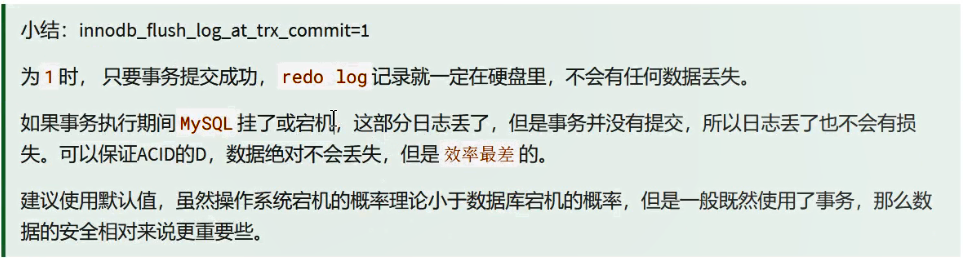 小结：innodb_flush_log_at_trx_commit=1
为 1 时， 只要事务提交成功， redo log 记录就一定在硬盘里，不会有任何数据丢失。
如果事务执行期间 MySQL 挂了或宕机，这部分日志丢了，但是事务并没有提交，所以日志丢了也不会有损
失。可以保证ACID的D，数据绝对不会丢失，但是 效率最差 的。
建议使用默认值，虽然操作系统宕机的概率理论小于数据库宕机的概率，但是一般既然使用了事务，那么数
据的安全相对来说更重要些。